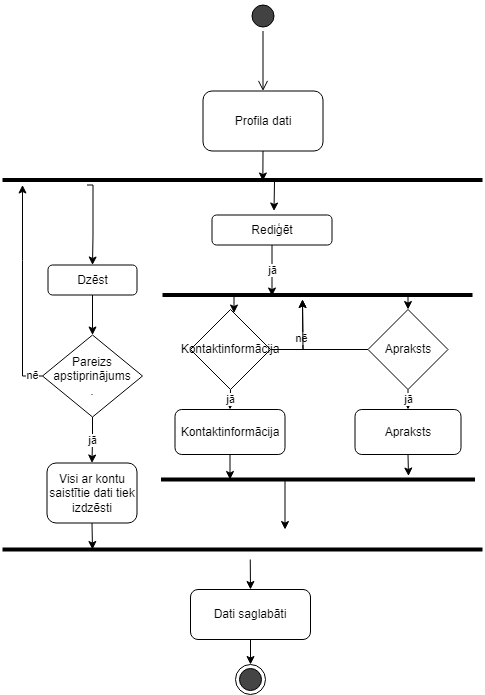 Profila dati
Rediģēt
jā
Dzēst
nē
Kontaktinformācija
Apraksts
Pareizs
apstiprinājums
.
nē
jā
jā
Kontaktinformācija
Apraksts
jā
Visi ar kontu
saistītie dati tiek
izdzēsti
Dati saglabāti